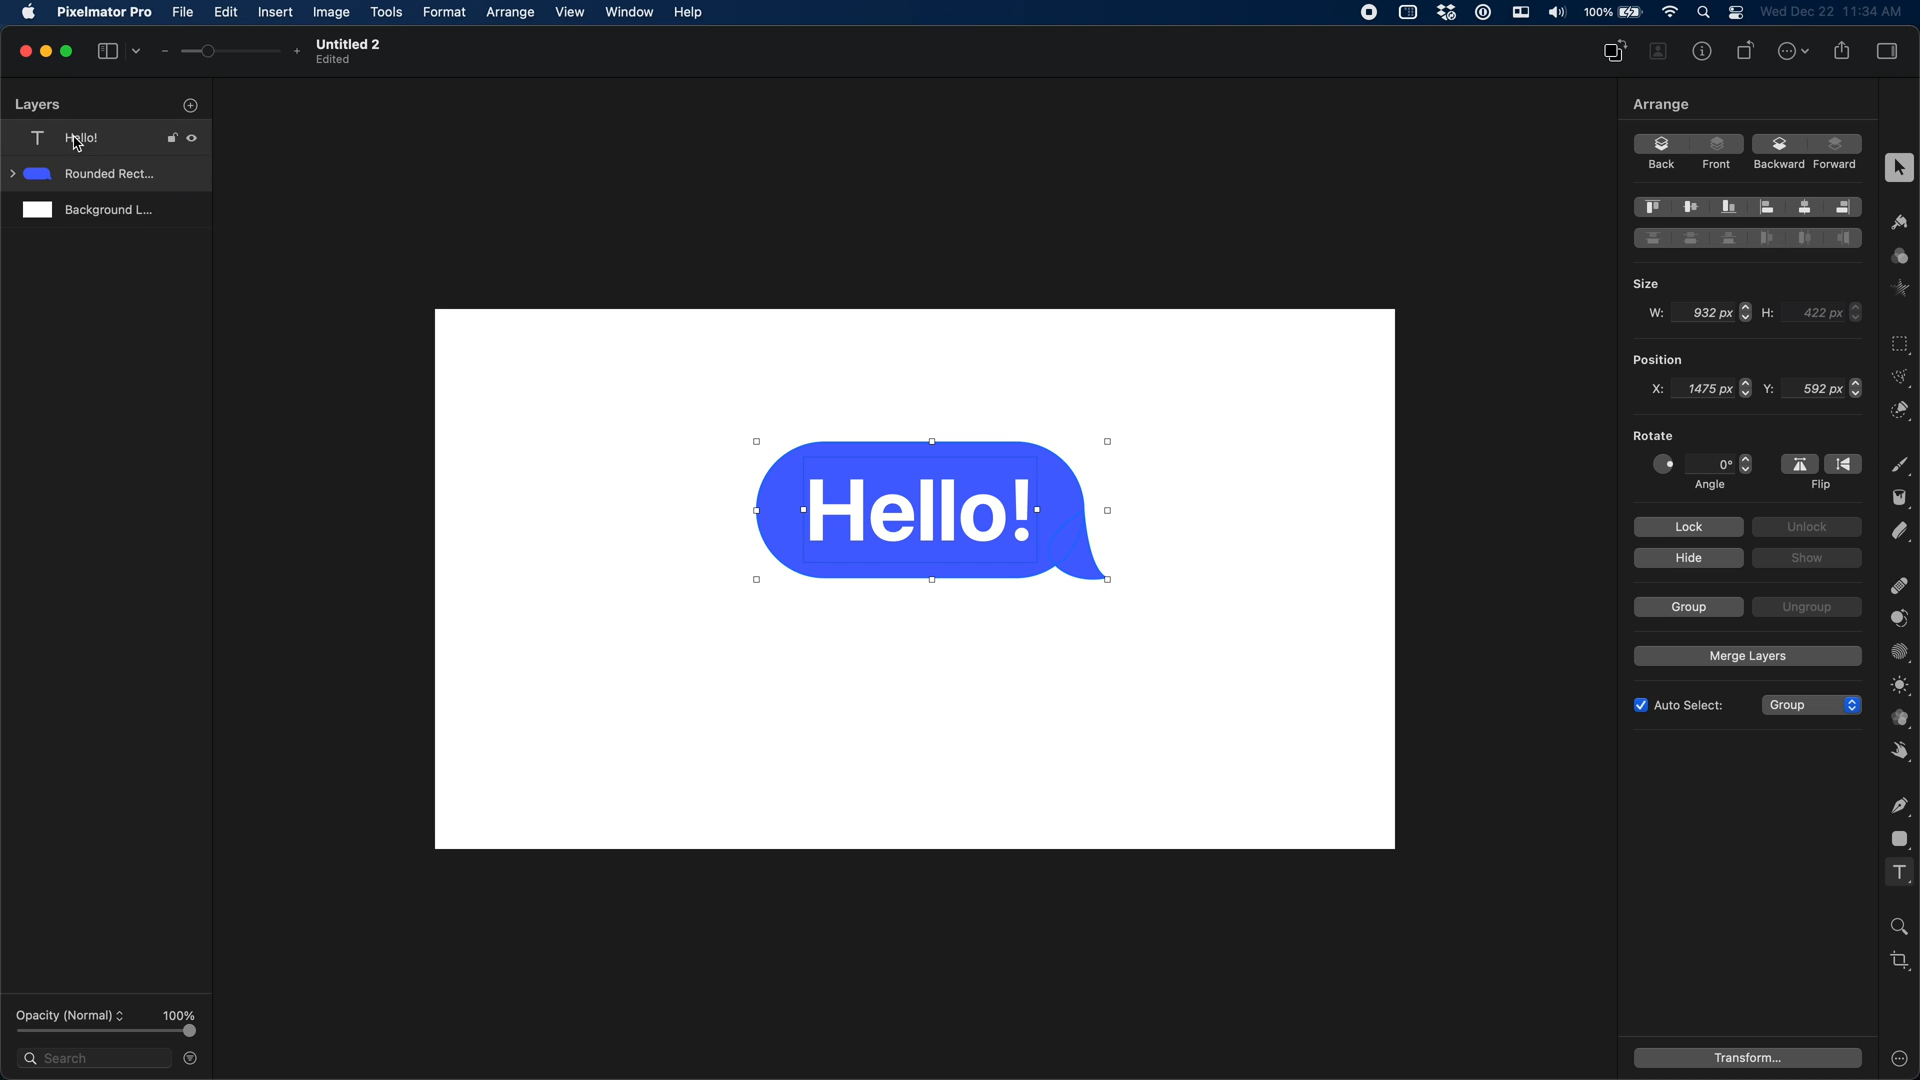 Pixelmator Pro File Edit Insert Image Tools Format Arrange View Window Help 100% Wed Dec 22 11:34 AM
Untitled 2
Edited
Layers
Hello!
Rounded Rect...
Background L...
Hello!
Opacity (Normal) 100%
Search
Arrange
Back Front Backward Forward
Size
W: 932 px H: 422 px
Position
X: 1475 px Y: 592 px
Rotate
0°
Angle Flip
Lock Unlock
Hide Show
Group Ungroup
Merge Layers
Auto Select: Group
Transform...